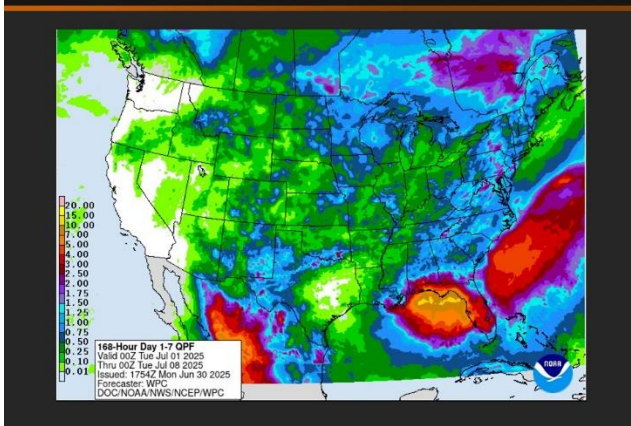 20.00
15.00
10.00
7.00
5.00
4.00
3.00
2.50
2.00
1.75
1.50
1.25
1.00
0.75
0.50
0.25
0.10
0.01
168-Hour Day 1-7 QPF
Valid 00Z Tue Jul 01 2025
Thru 00Z Tue Jul 08 2025
Issued: 1754Z Mon Jun 30 2025
Forecaster: WPC
DOC/NOAA/NWS/NCEP/WPC
NOAA